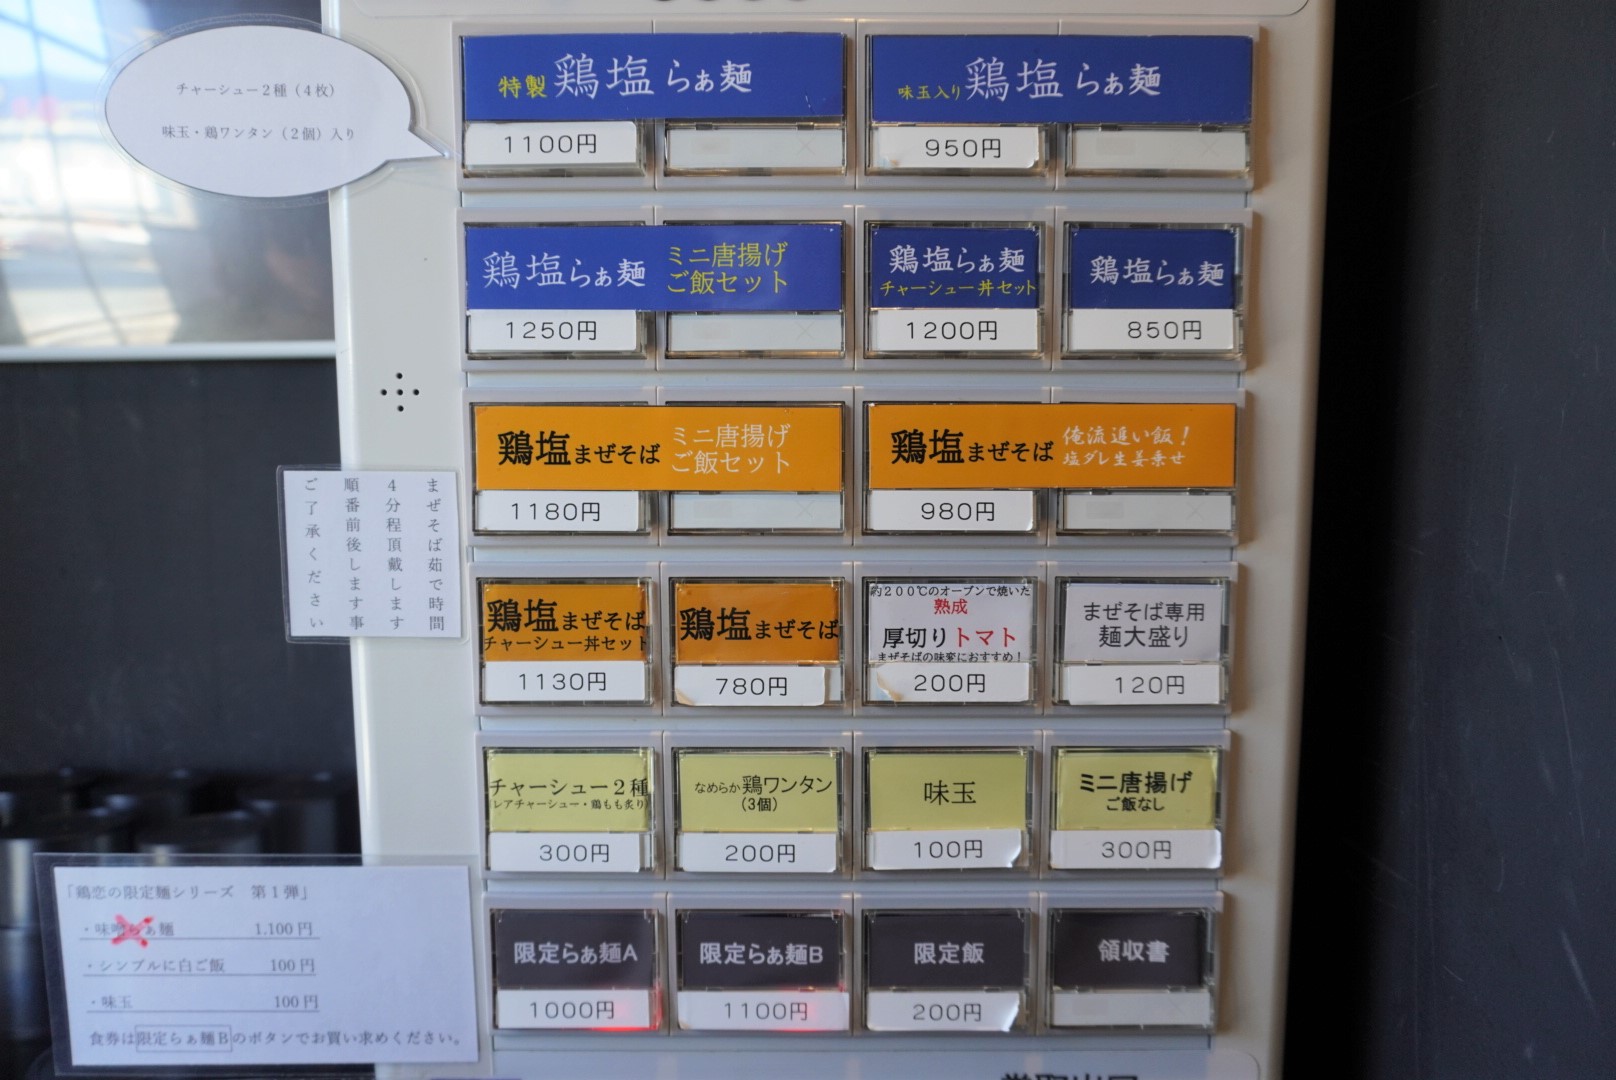 チャーシュー2種（4枚）
味玉・鶏ワンタン（2個）入り
特製 鶏塩らぁ麺
1100円
味玉入り 鶏塩らぁ麺
950円
鶏塩らぁ麺 ミニ唐揚げ
ご飯セット
1250円
鶏塩らぁ麺
チャーシュー丼セット
1200円
鶏塩らぁ麺
850円
鶏塩まぜそば ミニ唐揚げ
ご飯セット
1180円
鶏塩まぜそば 俺流追い飯！
塩ダレ生姜乗せ
980円
まぜそば茹で時間
4分程頂戴します
順番前後します事
ご了承ください
鶏塩まぜそば
チャーシュー丼セット
1130円
鶏塩まぜそば
780円
約200℃のオーブンで焼いた
熟成
厚切りトマト
まぜそばの味変におすすめ！
200円
まぜそば専用
麺大盛り
120円
チャーシュー2種
(レアチャーシュー・鶏もも炙り)
300円
なめらか鶏ワンタン
(3個)
200円
味玉
100円
ミニ唐揚げ
ご飯なし
300円
限定らぁ麺A
1000円
限定らぁ麺B
1100円
限定飯
200円
領収書
「鶏恋の限定麺シリーズ 第1弾」
・味噌らぁ麺 1,100円
・シンプルに白ご飯 100円
・味玉 100円
食券は限定らぁ麺Bのボタンでお買い求めください。